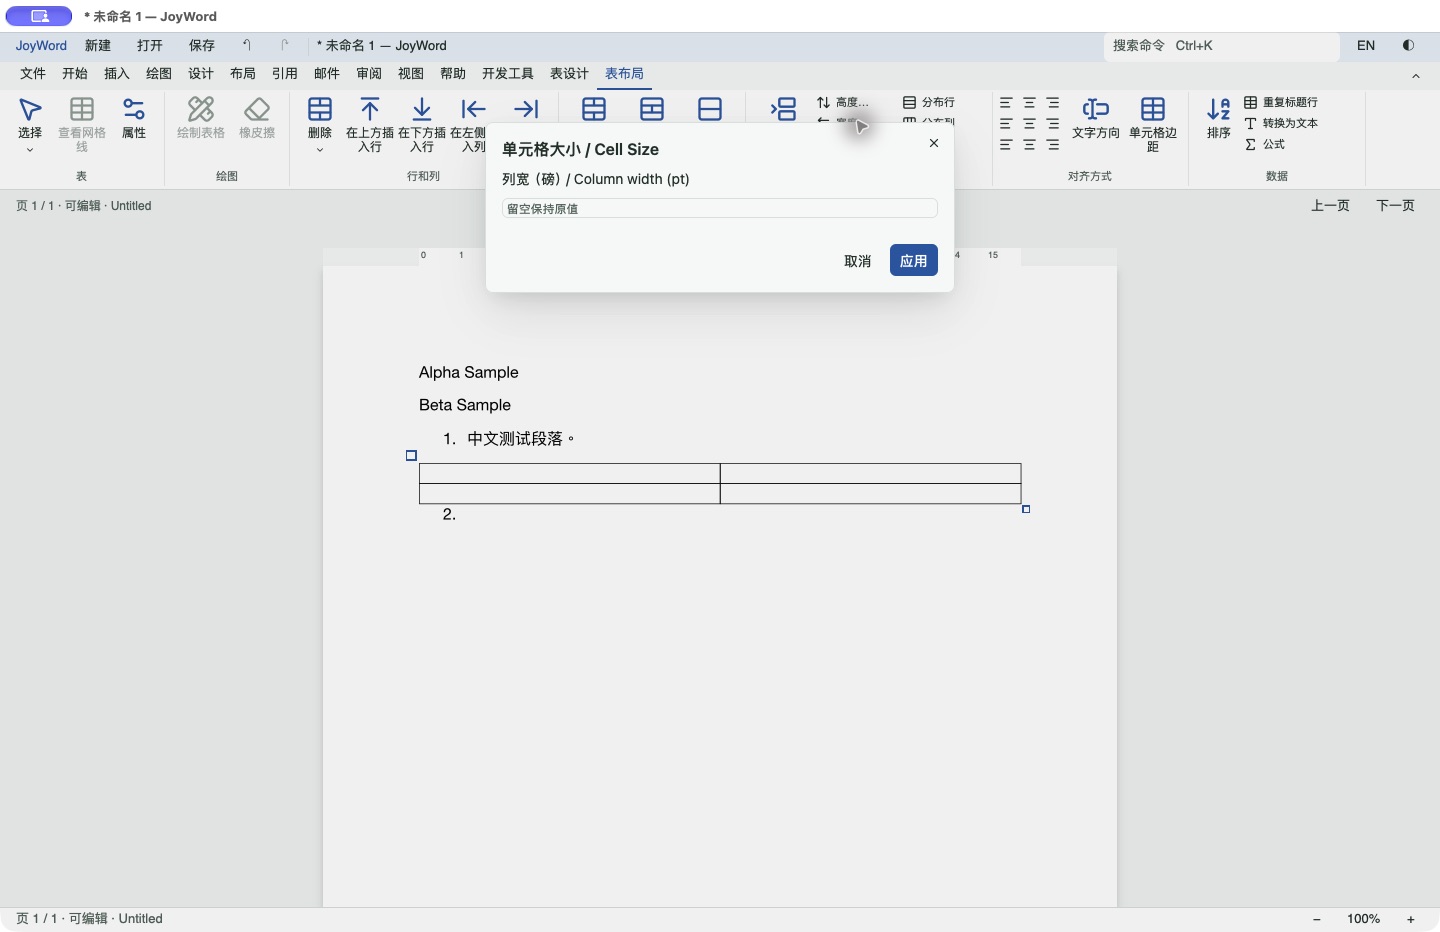 * 未命名 1 — JoyWord
JoyWord 新建 打开 保存 * 未命名 1 — JoyWord 搜索命令 Ctrl+K EN
文件 开始 插入 绘图 设计 布局 引用 邮件 审阅 视图 帮助 开发工具 表设计 表布局
选择 查看网格线 属性
表
绘制表格 橡皮擦
绘图
删除 在上方插入行 在下方插入行 在左侧
入列
行和列
高度...
分布行
文字方向 单元格边距
对齐方式
排序 重复标题行
转换为文本
公式
数据
单元格大小 / Cell Size
列宽（磅）/ Column width (pt)
留空保持原值
取消 应用
页 1 / 1 · 可编辑 · Untitled 上一页 下一页
0 1 4 15
Alpha Sample
Beta Sample
1. 中文测试段落。
2.
页 1 / 1 · 可编辑 · Untitled − 100% +